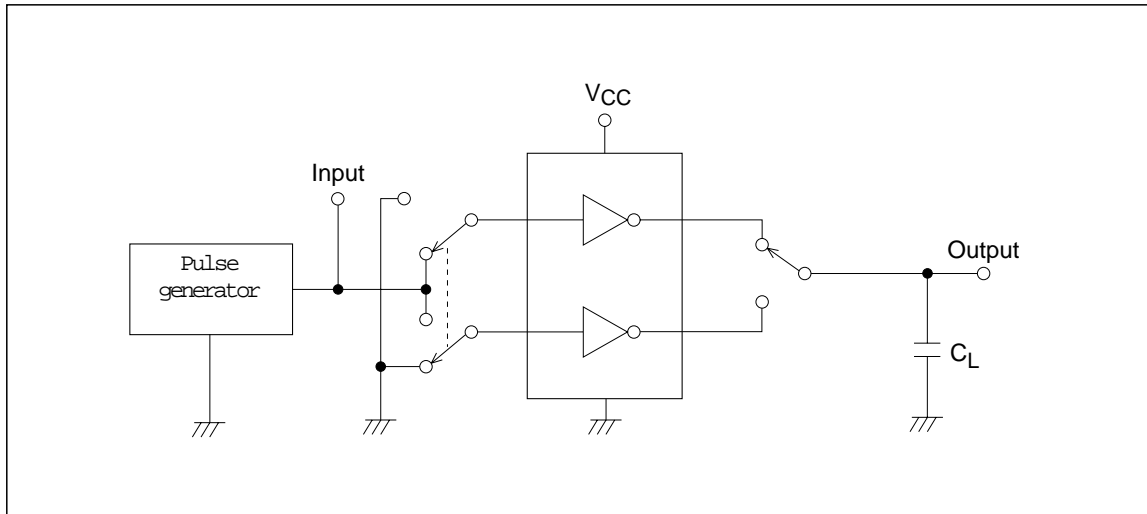 VCC
Input
Pulse
generator
Output
CL